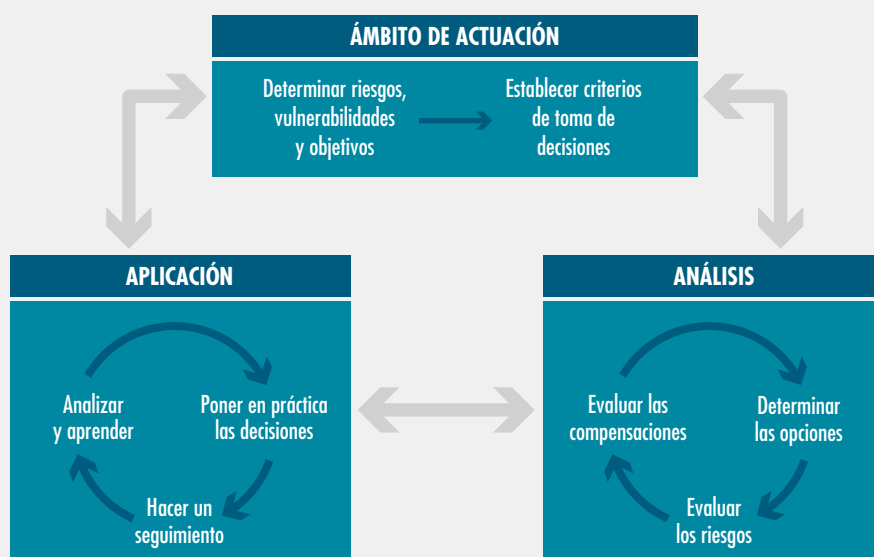 ÁMBITO DE ACTUACIÓN
Determinar riesgos,
vulnerabilidades
y objetivos
Establecer criterios
de toma de
decisiones
APLICACIÓN
Analizar
y aprender
Poner en práctica
las decisiones
Hacer un
seguimiento
ANÁLISIS
Evaluar las
compensaciones
Determinar
las opciones
Evaluar
los riesgos